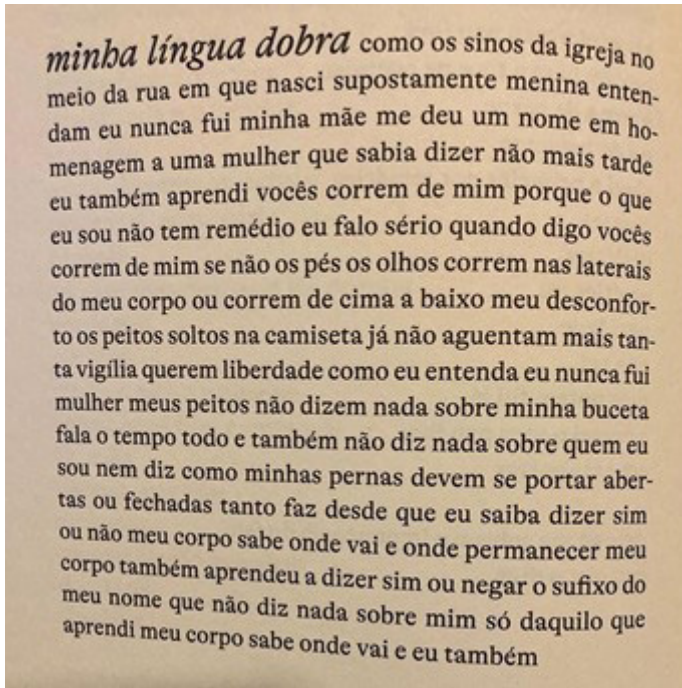 minha língua dobra como os sinos da igreja no
meio da rua em que nasci supostamente menina enten-
dam eu nunca fui minha mãe me deu um nome em ho-
menagem a uma mulher que sabia dizer não mais tarde
eu também aprendi vocês correm de mim porque o que
eu sou não tem remédio eu falo sério quando digo vocês
correm de mim se não os pés os olhos correm nas laterais
do meu corpo ou correm de cima a baixo meu desconfor-
to os peitos soltos na camiseta já não aguentam mais tan-
ta vigília querem liberdade como eu entenda eu nunca fui
mulher meus peitos não dizem nada sobre minha buceta
fala o tempo todo e também não diz nada sobre quem eu
sou nem diz como minhas pernas devem se portar aber-
tas ou fechadas tanto faz desde que eu saiba dizer sim
ou não meu corpo sabe onde vai e onde permanecer meu
corpo também aprendeu a dizer sim ou negar o sufixo do
meu nome que não diz nada sobre mim só daquilo que
aprendi meu corpo sabe onde vai e eu também